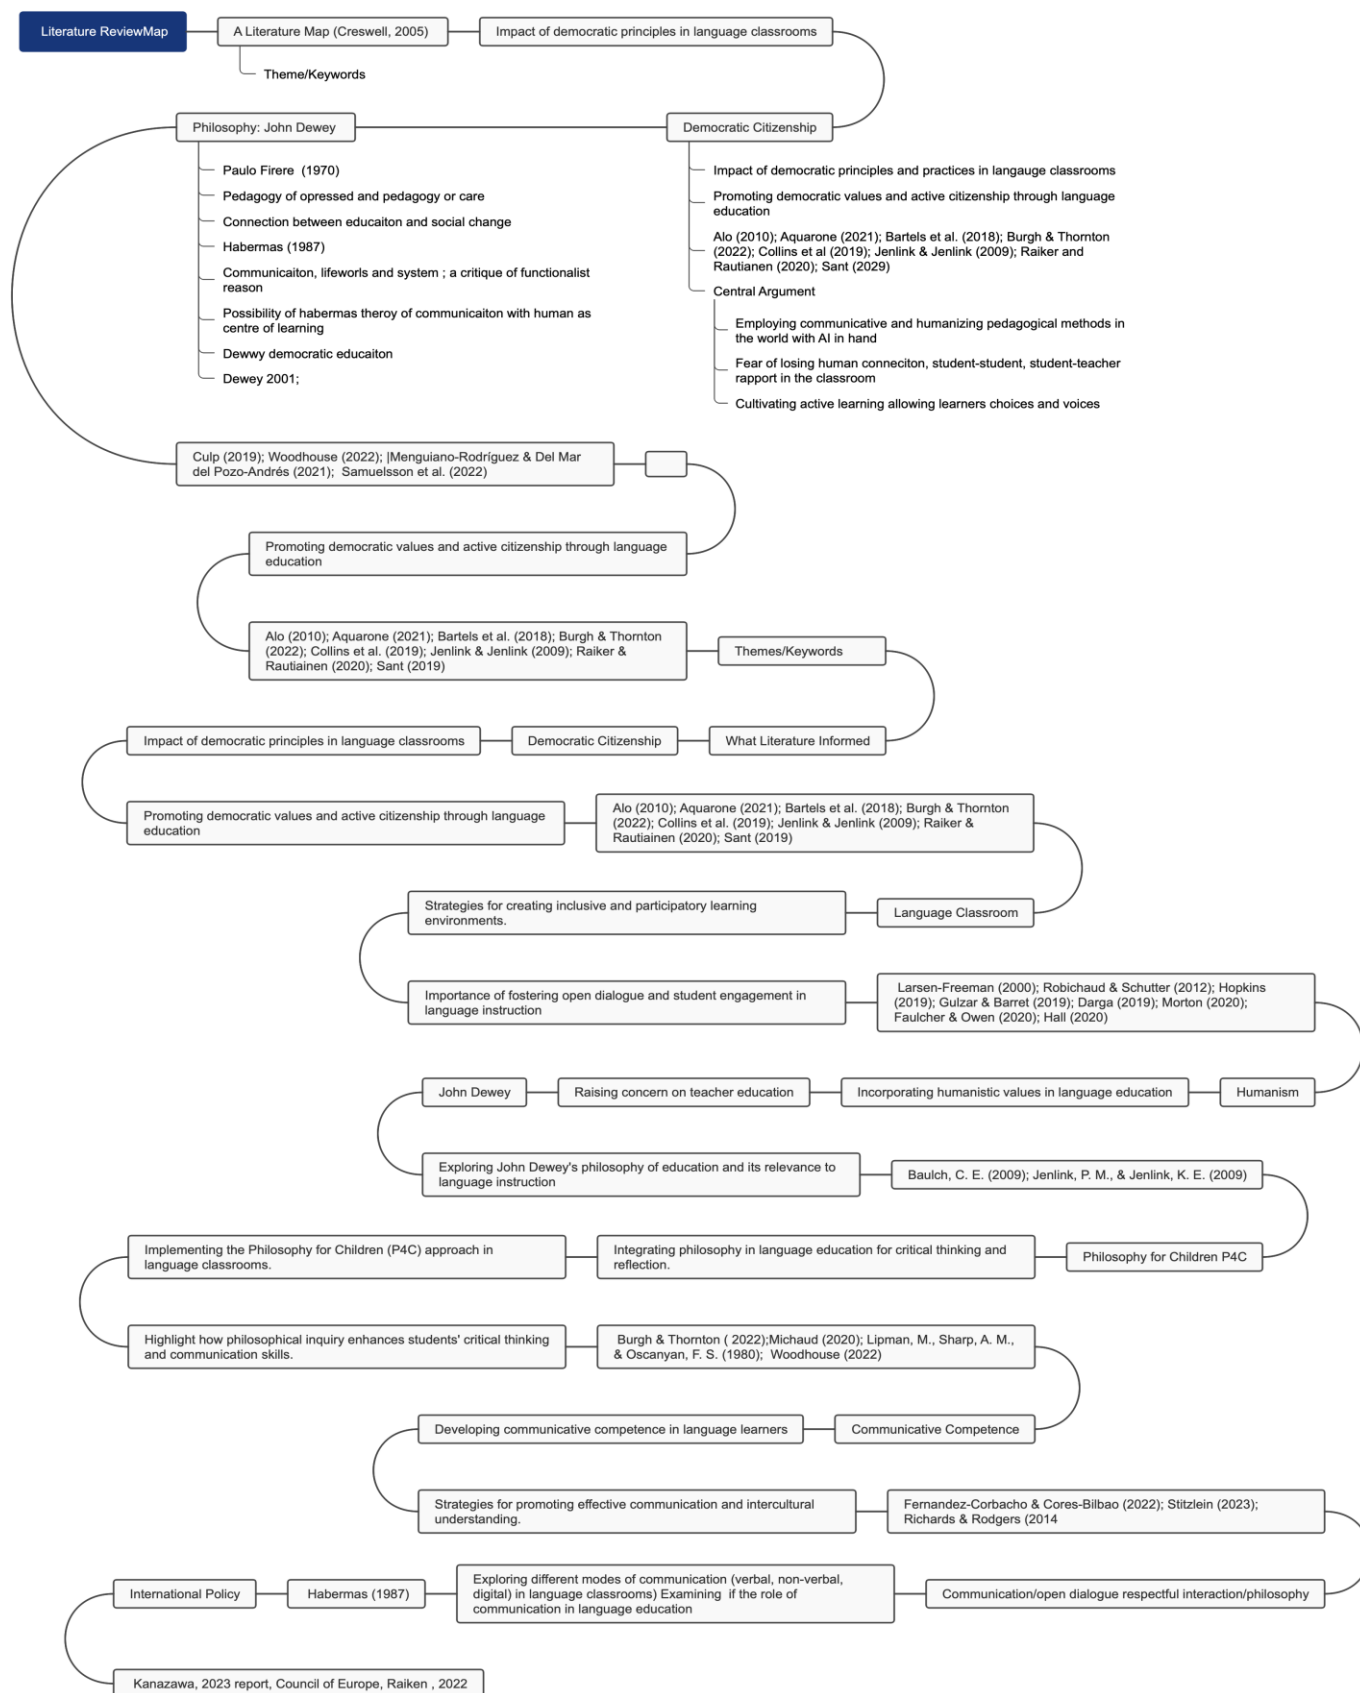 Literature ReviewMap
A Literature Map (Creswell, 2005)
Impact of democratic principles in language classrooms
Theme/Keywords
Philosophy: John Dewey
Democratic Citizenship
Paulo Firere (1970)
Pedagogy of opressed and pedagogy or care
Connection between educaiton and social change
Habermas (1987)
Communicaiton, lifeworls and system ; a critique of functionalist
reason
Possibility of habermas theroy of communicaiton with human as
centre of learning
Dewwy democratic educaiton
Dewey 2001;
Impact of democratic principles and practices in langauge classrooms
Promoting democratic values and active citizenship through language
education
Alo (2010); Aquarone (2021); Bartels et al. (2018); Burgh & Thornton
(2022); Collins et al (2019); Jenlink & Jenlink (2009); Raiker and
Rautianen (2020); Sant (2029)
Central Argument
Employing communicative and humanizing pedagogical methods in
the world with AI in hand
Fear of losing human conneciton, student-student, student-teacher
rapport in the classroom
Cultivating active learning allowing learners choices and voices
Culp (2019); Woodhouse (2022); |Menguiano-Rodríguez & Del Mar
del Pozo-Andrés (2021); Samuelsson et al. (2022)
Promoting democratic values and active citizenship through language
education
Alo (2010); Aquarone (2021); Bartels et al. (2018); Burgh & Thornton
(2022); Collins et al. (2019); Jenlink & Jenlink (2009); Raiker &
Rautiainen (2020); Sant (2019)
Themes/Keywords
Impact of democratic principles in language classrooms
Democratic Citizenship
What Literature Informed
Promoting democratic values and active citizenship through language
education
Alo (2010); Aquarone (2021); Bartels et al. (2018); Burgh & Thornton
(2022); Collins et al. (2019); Jenlink & Jenlink (2009); Raiker &
Rautiainen (2020); Sant (2019)
Strategies for creating inclusive and participatory learning
environments.
Language Classroom
Importance of fostering open dialogue and student engagement in
language instruction
Larsen-Freeman (2000); Robichaud & Schutter (2012); Hopkins
(2019); Gulzar & Barret (2019); Darga (2019); Morton (2020);
Faulcher & Owen (2020); Hall (2020)
John Dewey
Raising concern on teacher education
Incorporating humanistic values in language education
Humanism
Exploring John Dewey's philosophy of education and its relevance to
language instruction
Baulch, C. E. (2009); Jenlink, P. M., & Jenlink, K. E. (2009)
Implementing the Philosophy for Children (P4C) approach in
language classrooms.
Integrating philosophy in language education for critical thinking and
reflection.
Philosophy for Children P4C
Highlight how philosophical inquiry enhances students' critical thinking
and communication skills.
Burgh & Thornton ( 2022);Michaud (2020); Lipman, M., Sharp, A. M.,
& Oscanyan, F. S. (1980); Woodhouse (2022)
Developing communicative competence in language learners
Communicative Competence
Strategies for promoting effective communication and intercultural
understanding.
Fernandez-Corbacho & Cores-Bilbao (2022); Stitzlein (2023);
Richards & Rodgers (2014
International Policy
Habermas (1987)
Exploring different modes of communication (verbal, non-verbal,
digital) in language classrooms) Examining if the role of
communication in language education
Communication/open dialogue respectful interaction/philosophy
Kanazawa, 2023 report, Council of Europe, Raiken , 2022